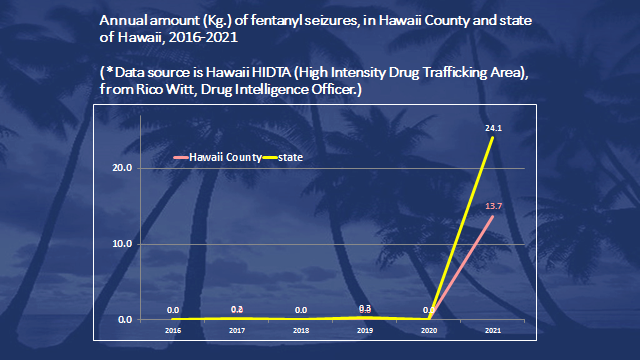 Annual amount (Kg.) of fentanyl seizures, in Hawaii County and state
of Hawaii, 2016-2021
(*Data source is Hawaii HIDTA (High Intensity Drug Trafficking Area),
from Rico Witt, Drug Intelligence Officer.)
24.1
Hawaii County state
20.0
13.7
10.0
0.0 0.0 0.0
2016 2017 2018 2019 2020 2021